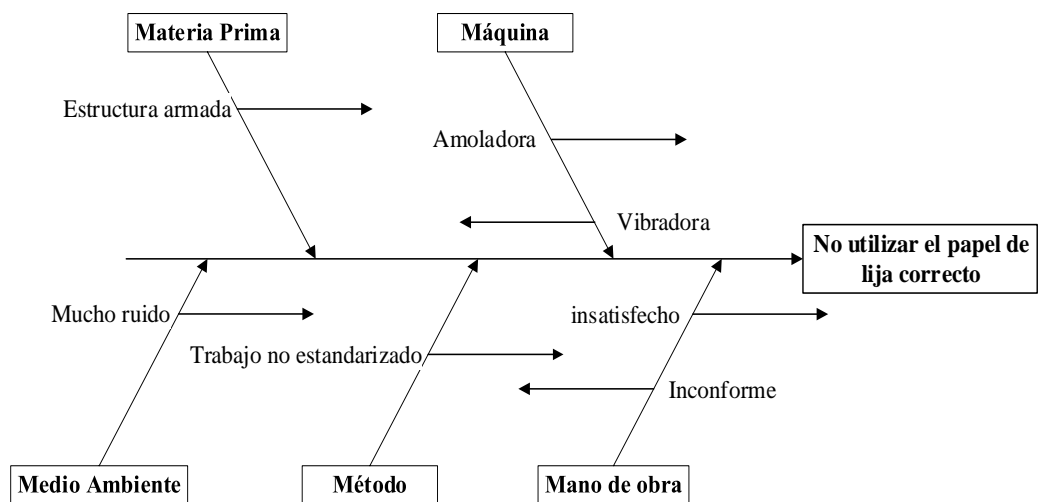 Materia Prima
Máquina
Estructura armada
Amoladora
Vibradora
No utilizar el papel de
lija correcto
Mucho ruido
insatisfecho
Trabajo no estandarizado
Inconforme
Medio Ambiente
Método
Mano de obra